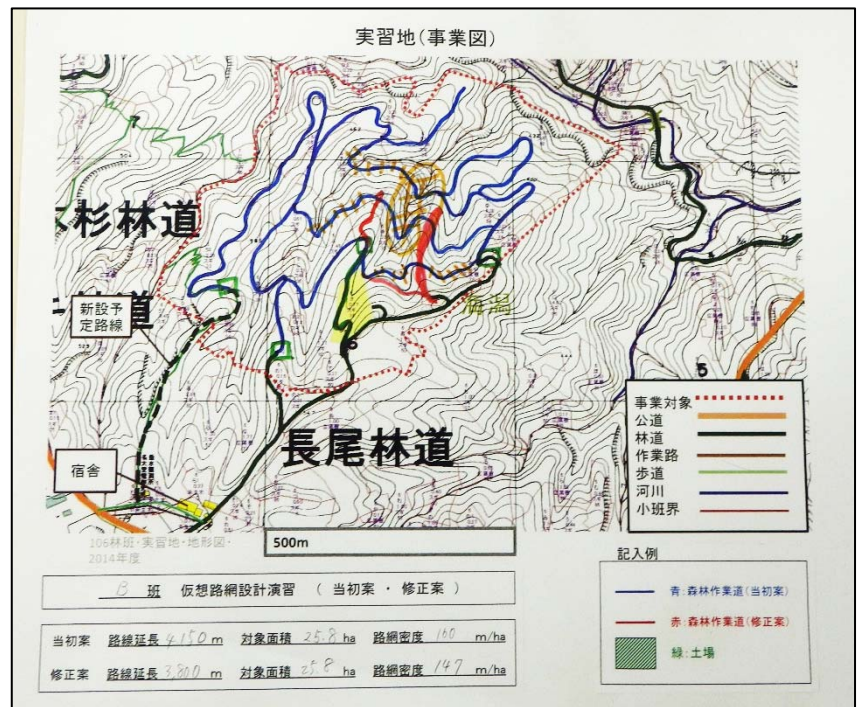 実習地(事業図)
木杉林道
林道
新設予
定路線
海潟
長尾林道
宿舎
5
事業対象
公道
林道
作業路
歩道
河川
小班界
106林班・実習地・地形図・
2014年度
500m
B 班 仮想路網設計演習 ( 当初案 ・ 修正案 )
当初案 路線延長 4,150 m 対象面積 25.8 ha 路網密度 160 m/ha
修正案 路線延長 3,800 m 対象面積 25.8 ha 路網密度 147 m/ha
記入例
青:森林作業道(当初案)
赤:森林作業道(修正案)
緑:土場